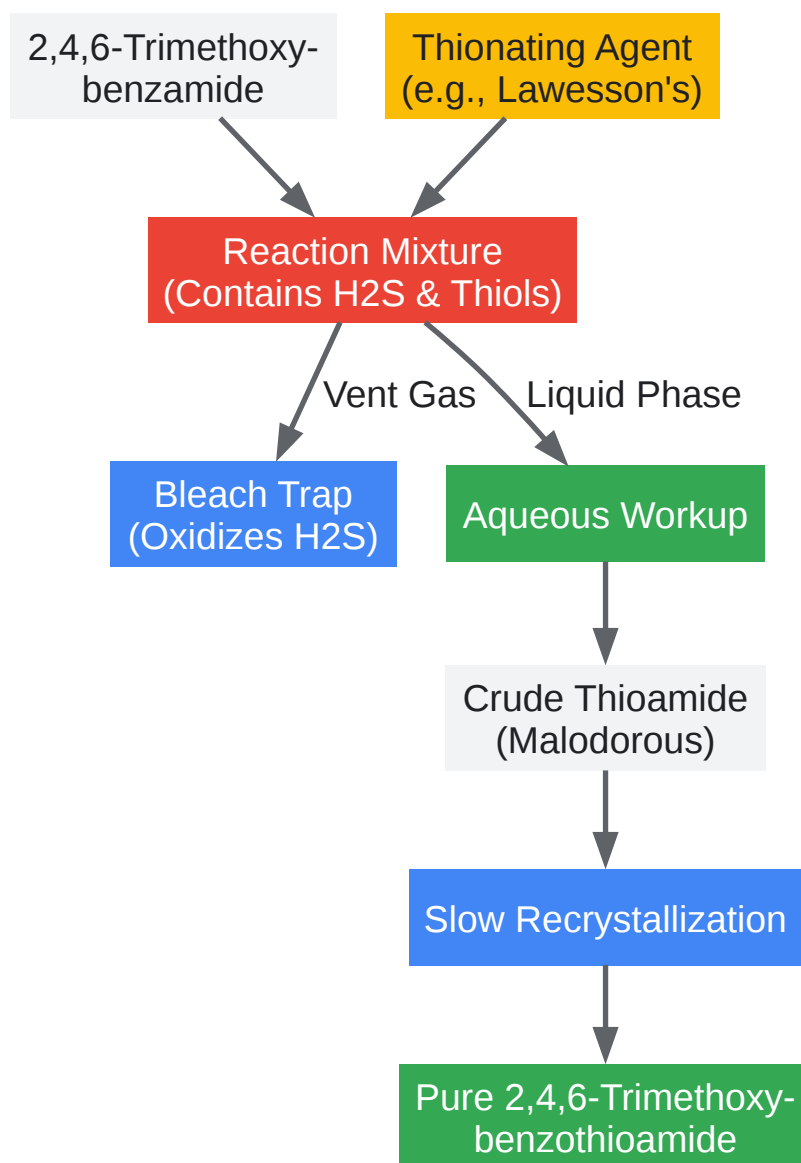 2,4,6-Trimethoxy-
benzamide
Thionating Agent
(e.g., Lawesson's)
Reaction Mixture
(Contains H2S & Thiols)
Vent Gas
Liquid Phase
Bleach Trap
(Oxidizes H2S)
Aqueous Workup
Crude Thioamide
(Malodorous)
Slow Recrystallization
Pure 2,4,6-Trimethoxy-
benzothioamide